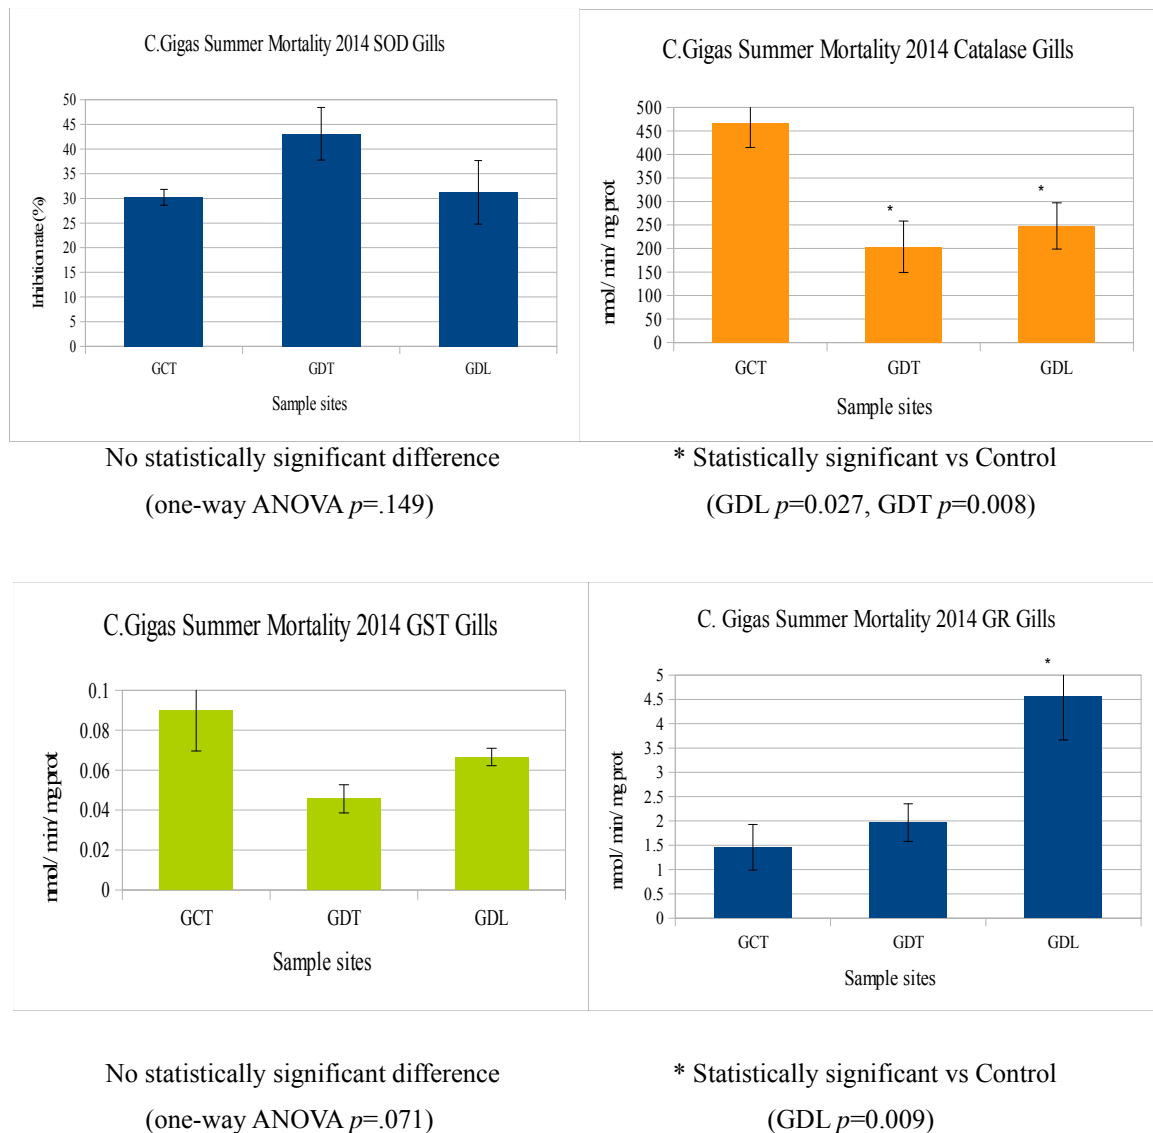 C.Gigas Summer Mortality 2014 SOD Gills
Inhibition rate (%)
50
45
40
35
30
25
20
15
10
5
0
GCT GDT GDL
Sample sites
C.Gigas Summer Mortality 2014 Catalase Gills
nmol/ min/ mg prot
500
450
400
350
300
250
200
150
100
50
0
*
*
GCT GDT GDL
Sample sites
No statistically significant difference
(one-way ANOVA p=.149)
* Statistically significant vs Control
(GDL p=0.027, GDT p=0.008)
C.Gigas Summer Mortality 2014 GST Gills
nmol/ min/ mg prot
0.1
0.08
0.06
0.04
0.02
0
GCT GDT GDL
Sample sites
C. Gigas Summer Mortality 2014 GR Gills
nmol/ min/ mg prot
5
4.5
4
3.5
3
2.5
2
1.5
1
0.5
0
*
GCT GDT GDL
Sample sites
No statistically significant difference
(one-way ANOVA p=.071)
* Statistically significant vs Control
(GDL p=0.009)